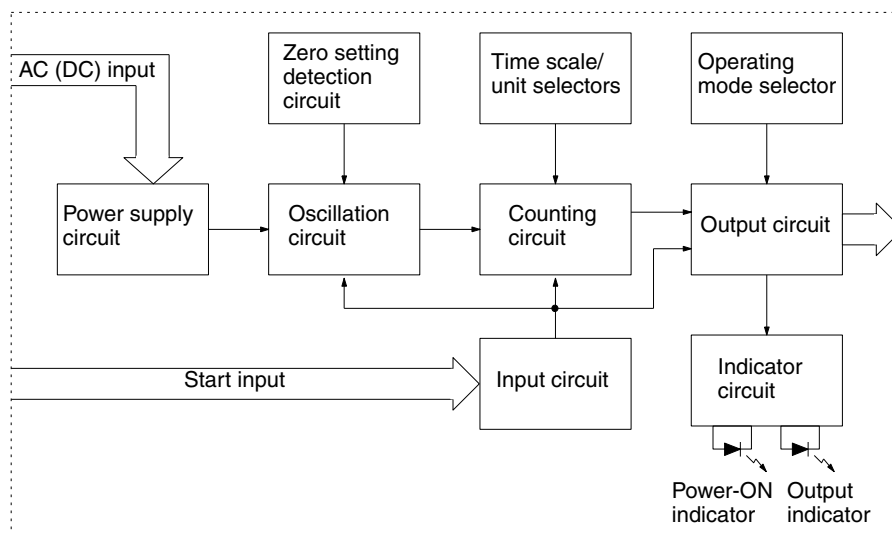 AC (DC) input
Zero setting
detection
circuit
Time scale/
unit selectors
Operating
mode selector
Power supply
circuit
Oscillation
circuit
Counting
circuit
Output circuit
Start input
Input circuit
Indicator
circuit
Power-ON
indicator
Output
indicator